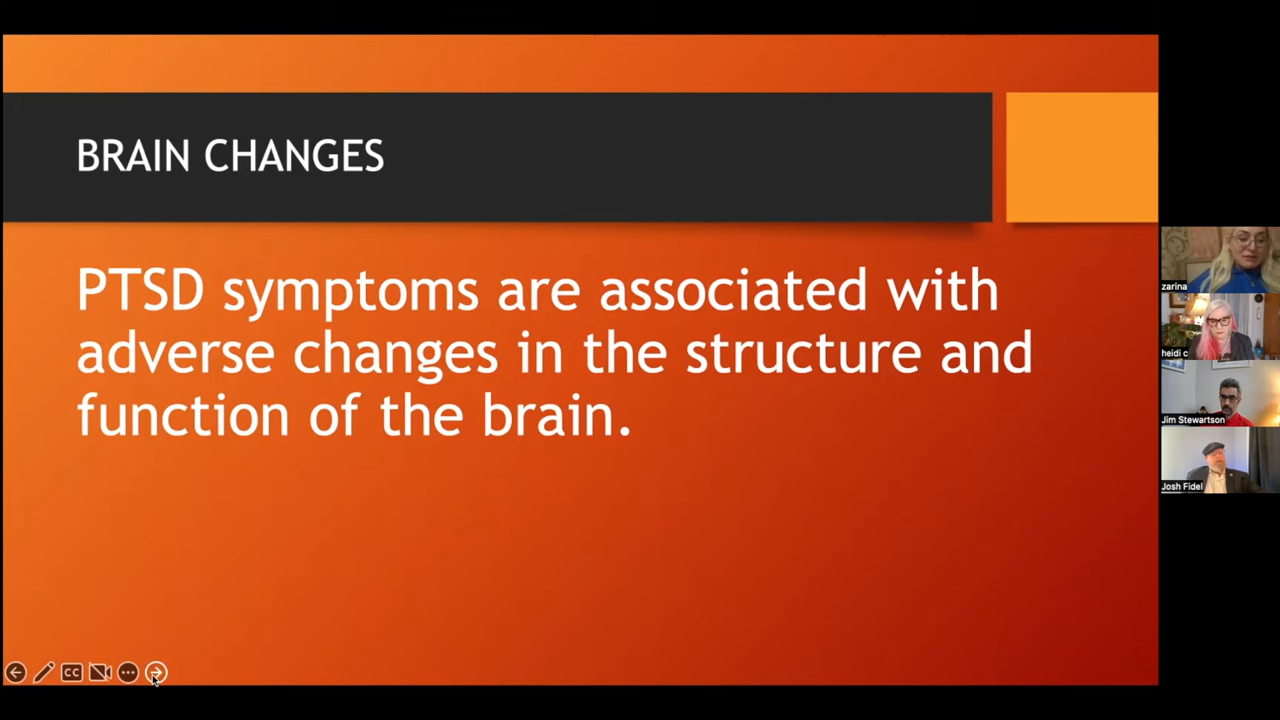 BRAIN CHANGES
PTSD symptoms are associated with
adverse changes in the structure and
function of the brain.
zarina
heidi c
Jim Stewartson
Josh Fidel
CC